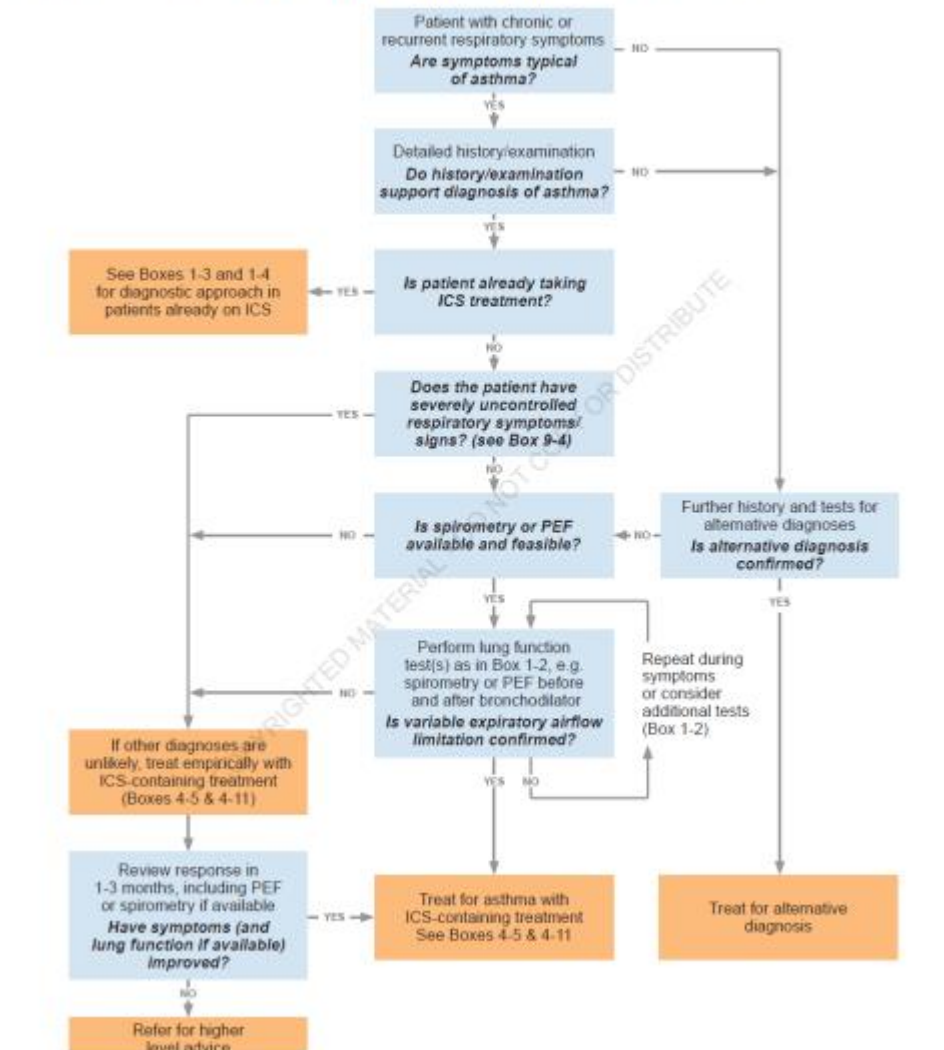 Patient with chronic or
recurrent respiratory symptoms
Are symptoms typical
of asthma?
NO
YES
Detailed history/examination
Do history/examination
support diagnosis of asthma?
NO
YES
See Boxes 1-3 and 1-4
for diagnostic approach in
patients already on ICS
YES
Is patient already taking
ICS treatment?
NO
Does the patient have
severely uncontrolled
respiratory symptoms/
signs? (see Box 9-4)
YES
NO
Is spirometry or PEF
available and feasible?
NO
NO
Further history and tests for
alternative diagnoses
Is alternative diagnosis
confirmed?
YES
YES
Perform lung function
test(s) as in Box 1-2, e.g.
spirometry or PEF before
and after bronchodilator
Is variable expiratory airflow
limitation confirmed?
NO
Repeat during
symptoms
or consider
additional tests
(Box 1-2)
YES
NO
If other diagnoses are
unlikely, treat empirically with
ICS-containing treatment
(Boxes 4-5 & 4-11)
Review response in
1-3 months, including PEF
or spirometry if available
Have symptoms (and
lung function if available)
improved?
YES
Treat for asthma with
ICS-containing treatment
See Boxes 4-5 & 4-11
Treat for alternative
diagnosis
NO
Refer for higher
level advice
MATERIAL NOT OR DISTRIBUTE